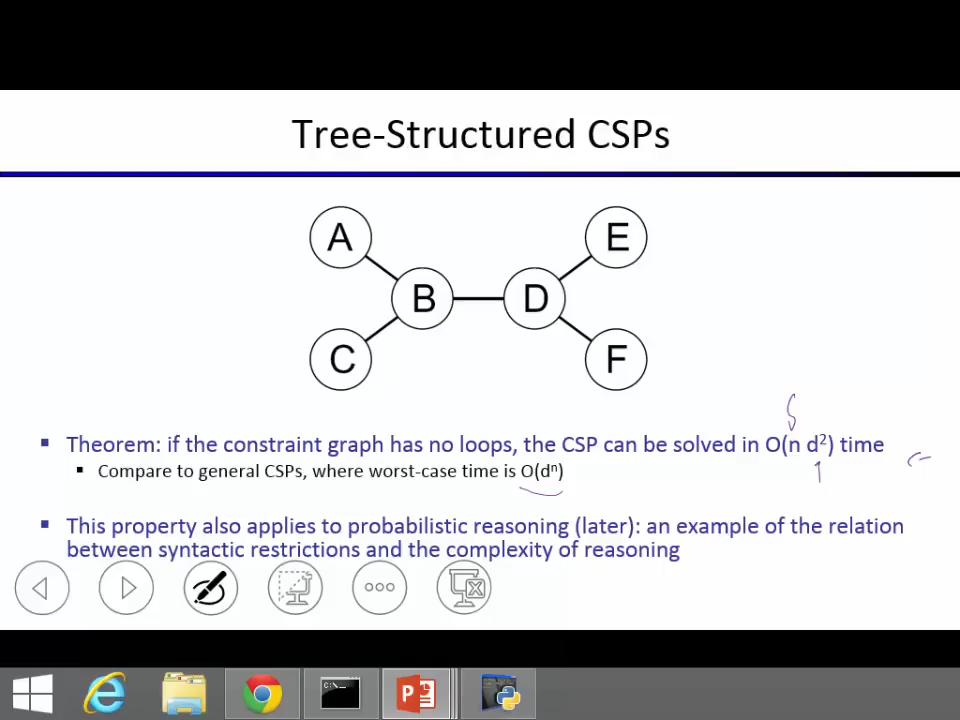 Tree-Structured CSPs
A
E
B
D
C
F
▪ Theorem: if the constraint graph has no loops, the CSP can be solved in O(n d²) time
▪ Compare to general CSPs, where worst-case time is O(dⁿ)
▪ This property also applies to probabilistic reasoning (later): an example of the relation
between syntactic restrictions and the complexity of reasoning